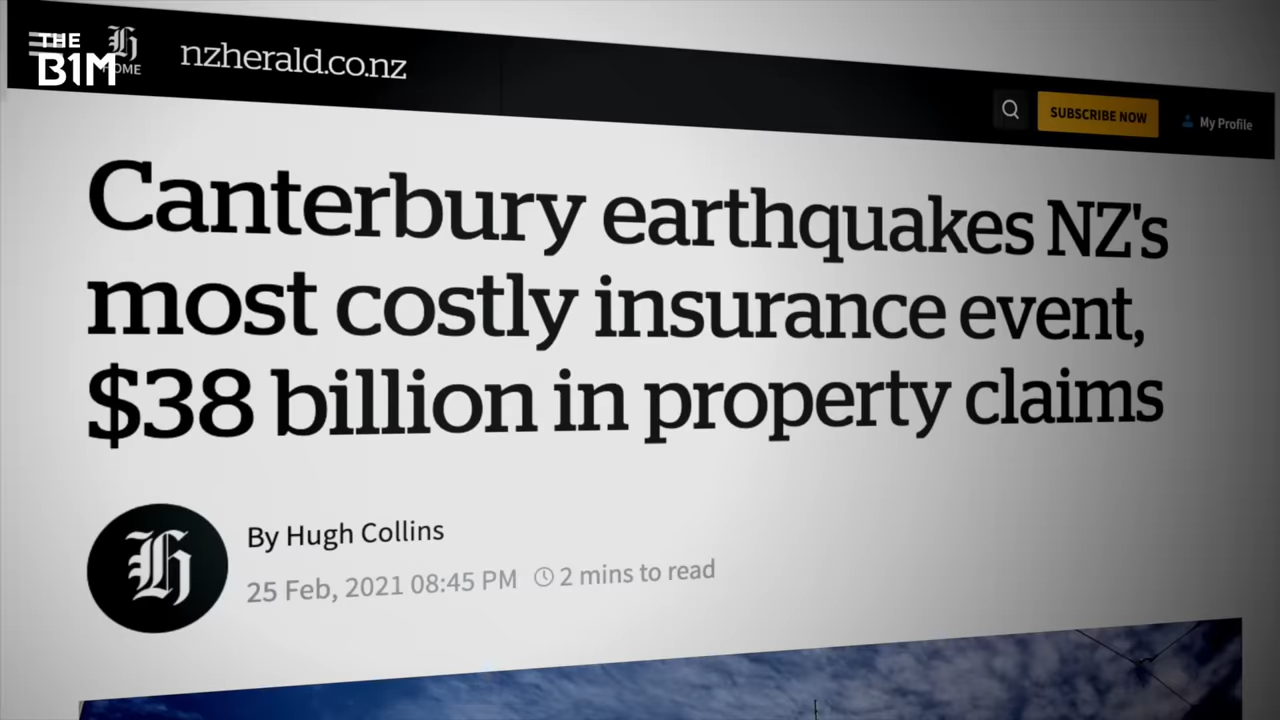 THE
B1M
HOME
nzherald.co.nz
SUBSCRIBE NOW
My Profile
Canterbury earthquakes NZ's
most costly insurance event,
$38 billion in property claims
By Hugh Collins
25 Feb, 2021 08:45 PM 2 mins to read